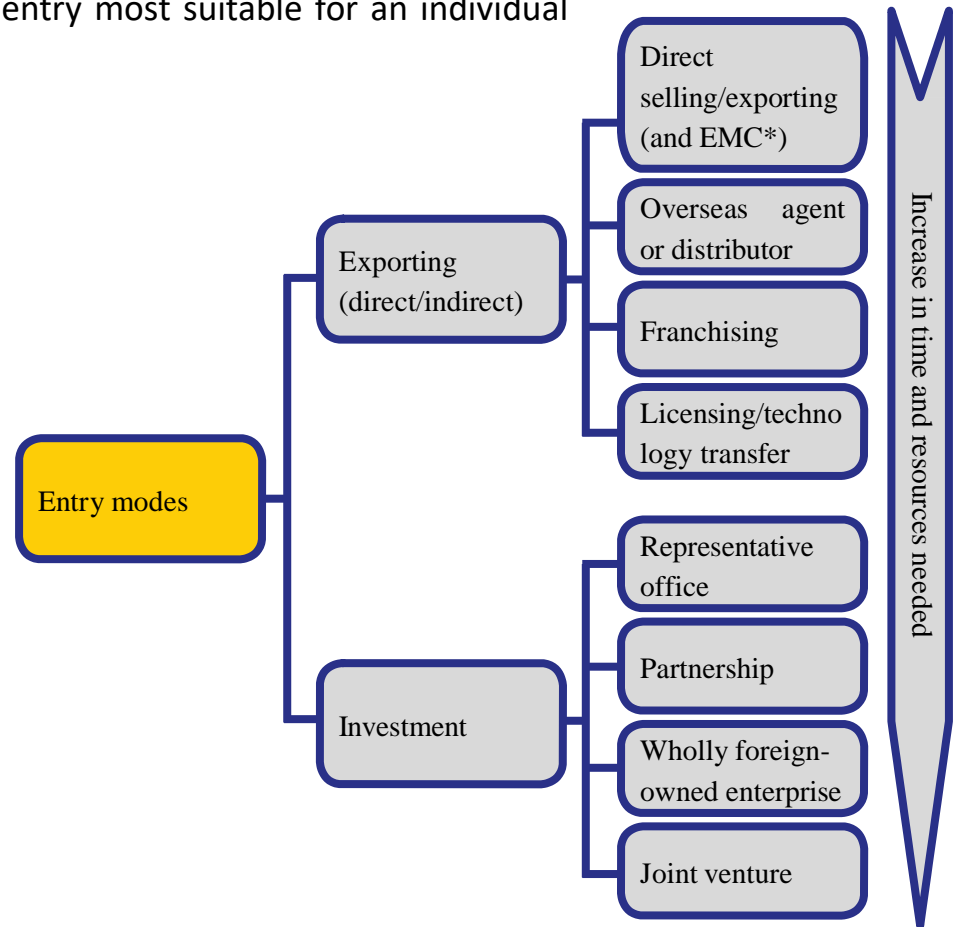 entry most suitable for an individual
Direct
selling/exporting
(and EMC*)
Overseas agent
or distributor
Exporting
(direct/indirect)
Franchising
Licensing/techno
logy transfer
Entry modes
Representative
office
Partnership
Investment
Wholly foreign-
owned enterprise
Joint venture
Increase in time and resources needed